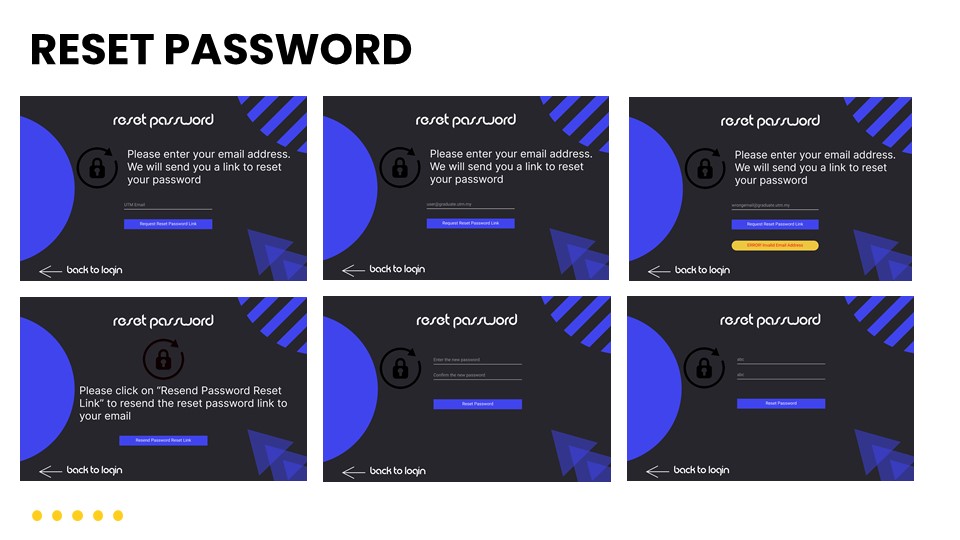 RESET PASSWORD
reset password
Please enter your email address.
We will send you a link to reset
your password
UTM Email
Request Reset Password Link
back to login
reset password
Please enter your email address.
We will send you a link to reset
your password
user@graduate.utm.my
Request Reset Password Link
back to login
reset password
Please enter your email address.
We will send you a link to reset
your password
wrongemail@graduate.utm.my
Request Reset Password Link
ERROR! Invalid Email Address
back to login
reset password
Please click on “Resend Password Reset
Link” to resend the reset password link to
your email
Resend Password Reset Link
back to login
reset password
Enter the new password
Confirm the new password
Reset Password
back to login
reset password
abc
abc
Reset Password
back to login